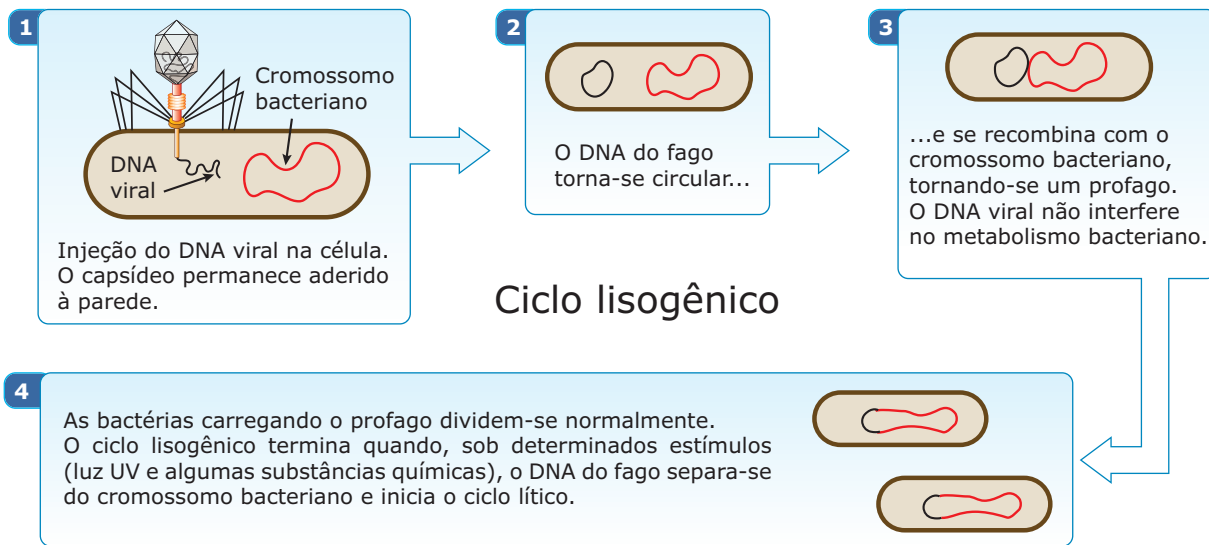 1
Cromossomo
bacteriano
DNA
viral
Injeção do DNA viral na célula.
O capsídeo permanece aderido
à parede.
2
O DNA do fago
torna-se circular...
3
...e se recombina com o
cromossomo bacteriano,
tornando-se um profago.
O DNA viral não interfere
no metabolismo bacteriano.
Ciclo lisogênico
4
As bactérias carregando o profago dividem-se normalmente.
O ciclo lisogênico termina quando, sob determinados estímulos
(luz UV e algumas substâncias químicas), o DNA do fago separa-se
do cromossomo bacteriano e inicia o ciclo lítico.